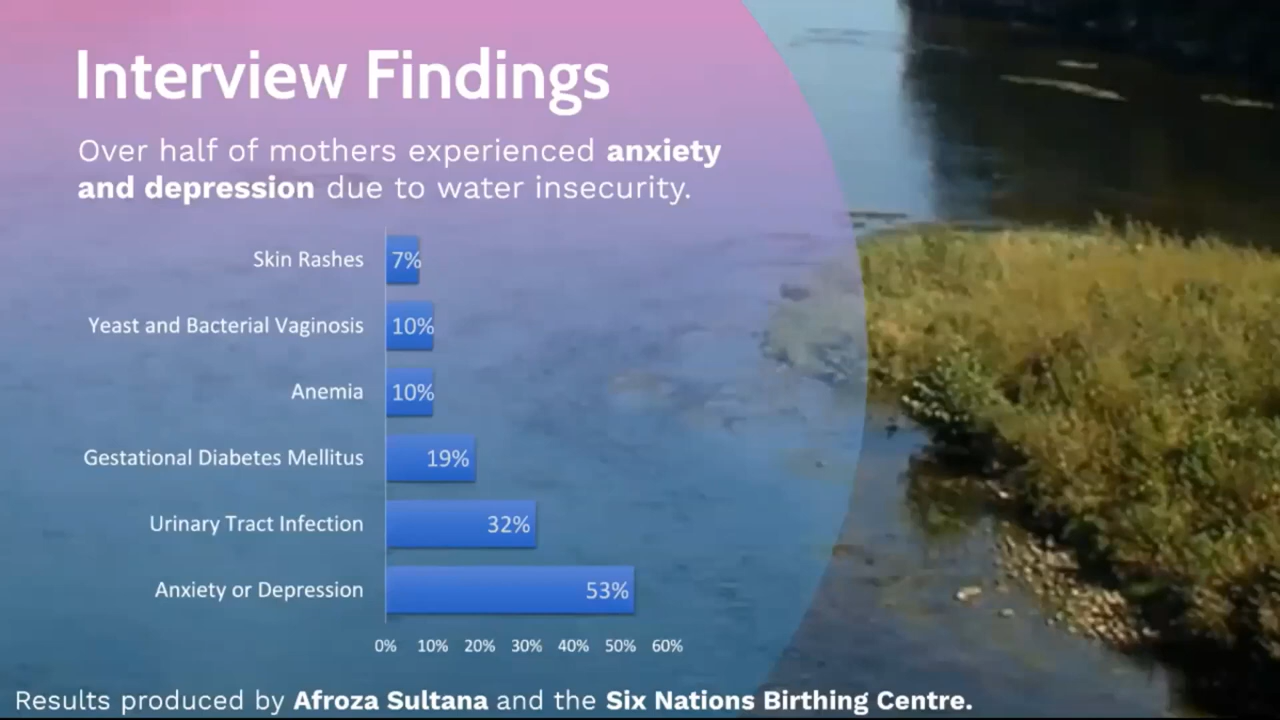 Interview Findings
Over half of mothers experienced anxiety
and depression due to water insecurity.
Skin Rashes 7%
Yeast and Bacterial Vaginosis 10%
Anemia 10%
Gestational Diabetes Mellitus 19%
Urinary Tract Infection 32%
Anxiety or Depression 53%
0% 10% 20% 30% 40% 50% 60%
Results produced by Afroza Sultana and the Six Nations Birthing Centre.